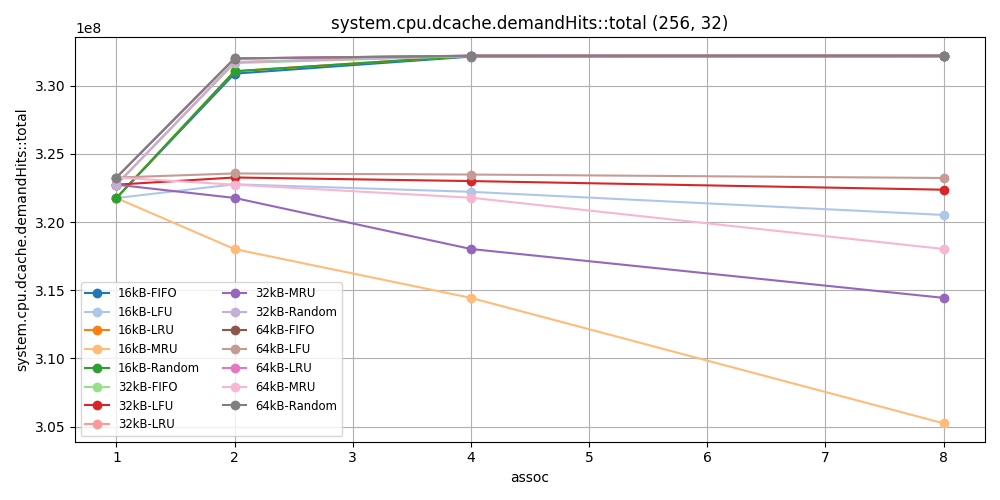 system.cpu.dcache.demandHits::total (256, 32)
1e8
3.30
3.25
3.20
3.15
3.10
3.05
system.cpu.dcache.demandHits::total
16kB-FIFO
16kB-LFU
16kB-LRU
16kB-MRU
16kB-Random
32kB-FIFO
32kB-LFU
32kB-LRU
32kB-MRU
32kB-Random
64kB-FIFO
64kB-LFU
64kB-LRU
64kB-MRU
64kB-Random
1 2 3 4 5 6 7 8
assoc